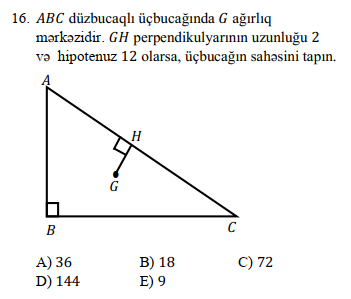 16. ABC düzbucaqlı üçbucağında G ağırlıq
mərkəzidir. GH perpendikulyarının uzunluğu 2
və hipotenuz 12 olarsa, üçbucağın sahəsini tapın.
A
H
G
B
C
A) 36 B) 18 C) 72
D) 144 E) 9